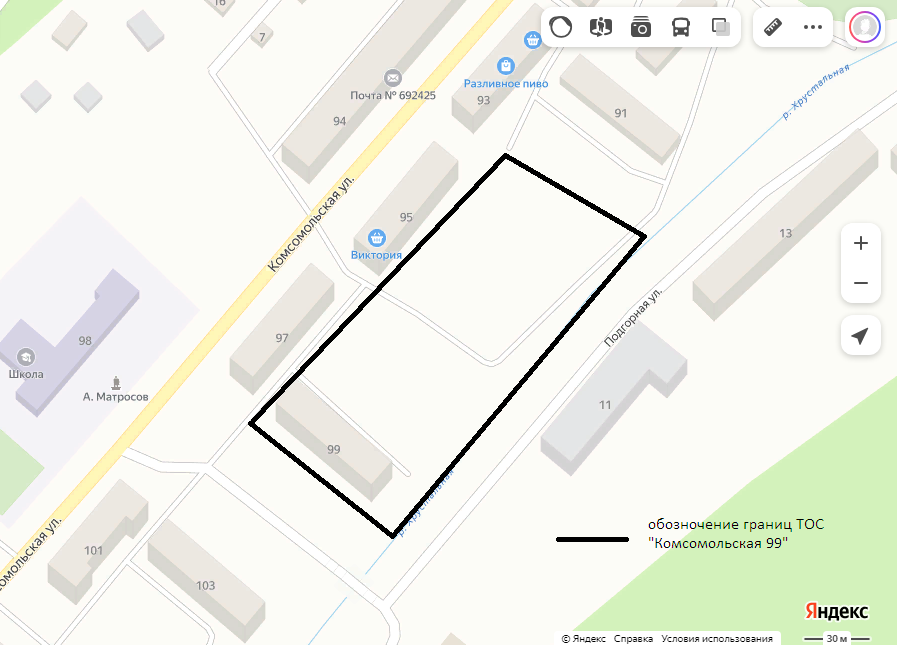 16
7
Почта № 692425
94
Разливное пиво
93
91
р. Хрустальная
Комсомольская ул.
95
Виктория
13
97
Подгорная ул.
98
Школа
А. Матросов
11
99
р. Хрустальная
обозночение границ ТОС
"Комсомольская 99"
омсомольская ул.
101
103
Яндекс
© Яндекс Справка Условия использования
30 м